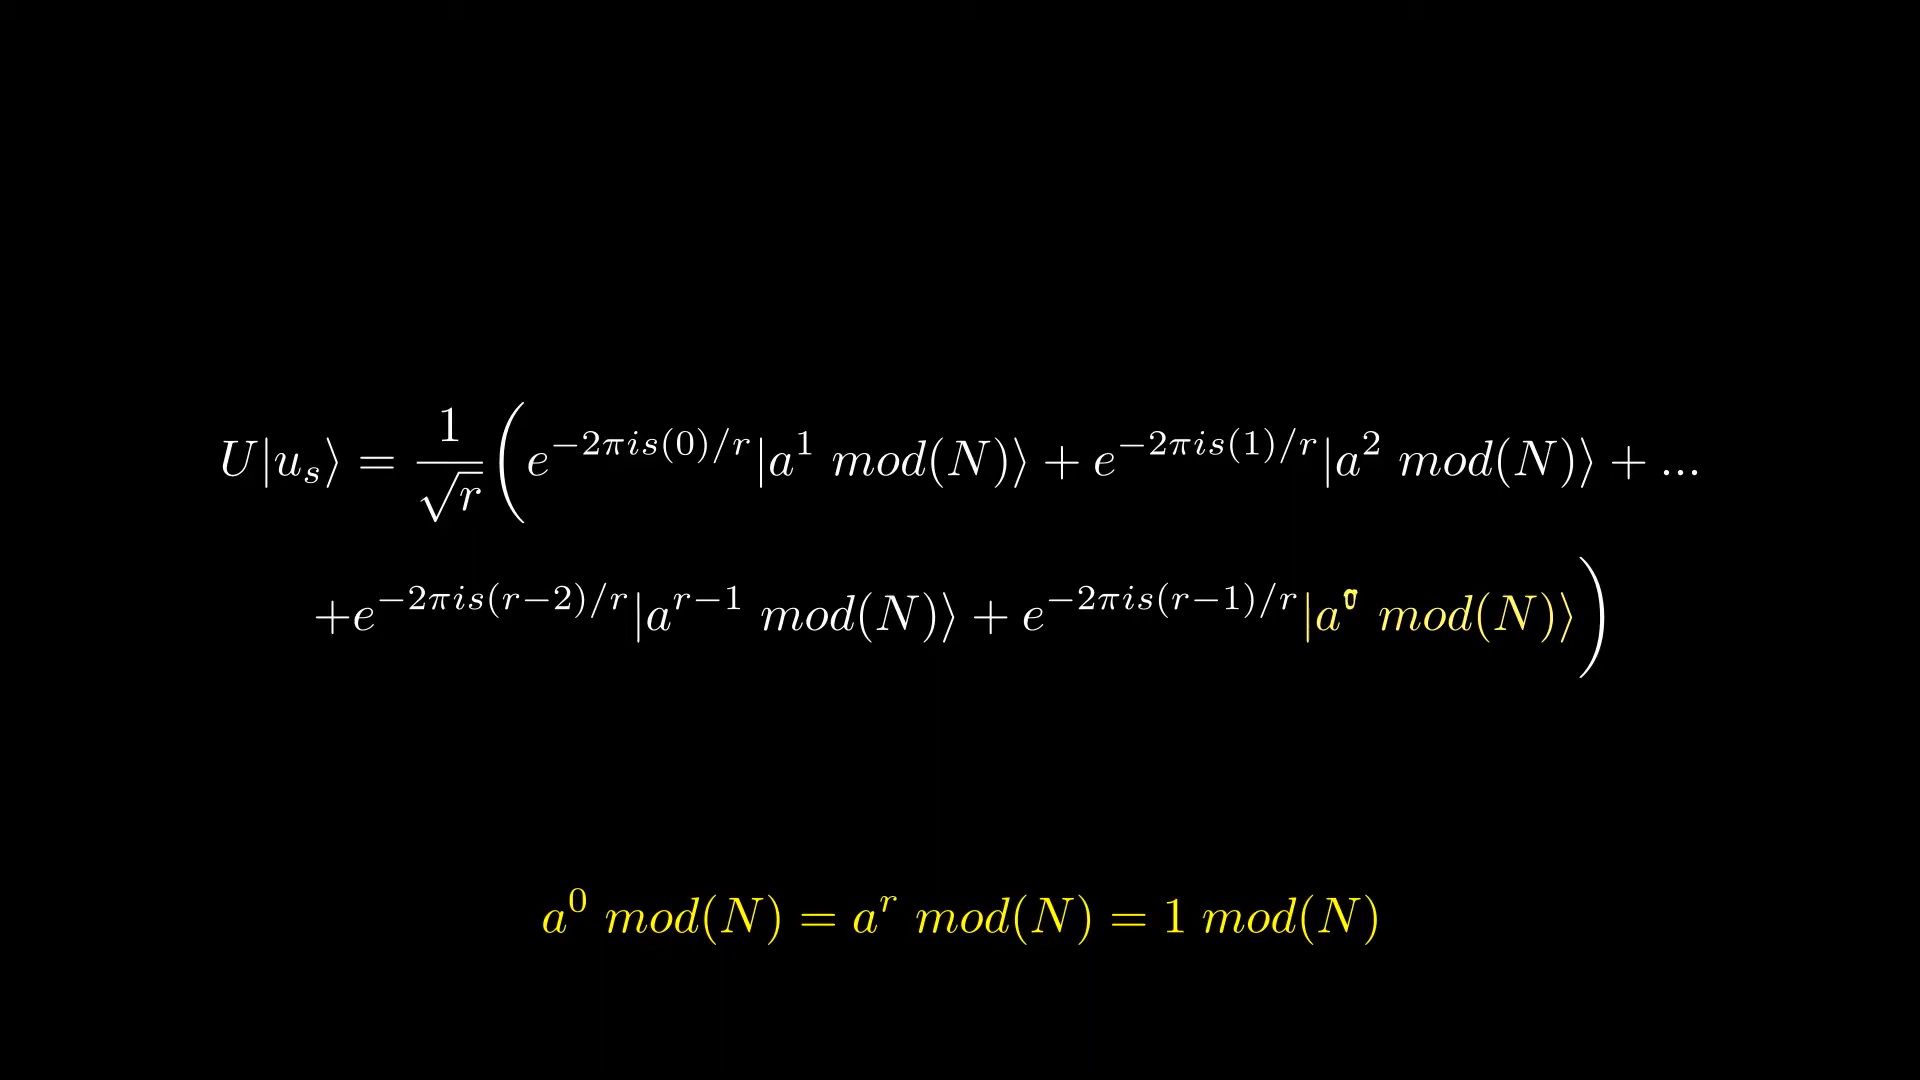 U|u_s⟩ = 1/√r ( e^{−2πis(0)/r}|a^1 mod(N)⟩ + e^{−2πis(1)/r}|a^2 mod(N)⟩ + ...
+e^{−2πis(r−2)/r}|a^{r−1} mod(N)⟩ + e^{−2πis(r−1)/r}|a mod(N)⟩ )
a^0 mod(N) = a^r mod(N) = 1 mod(N)